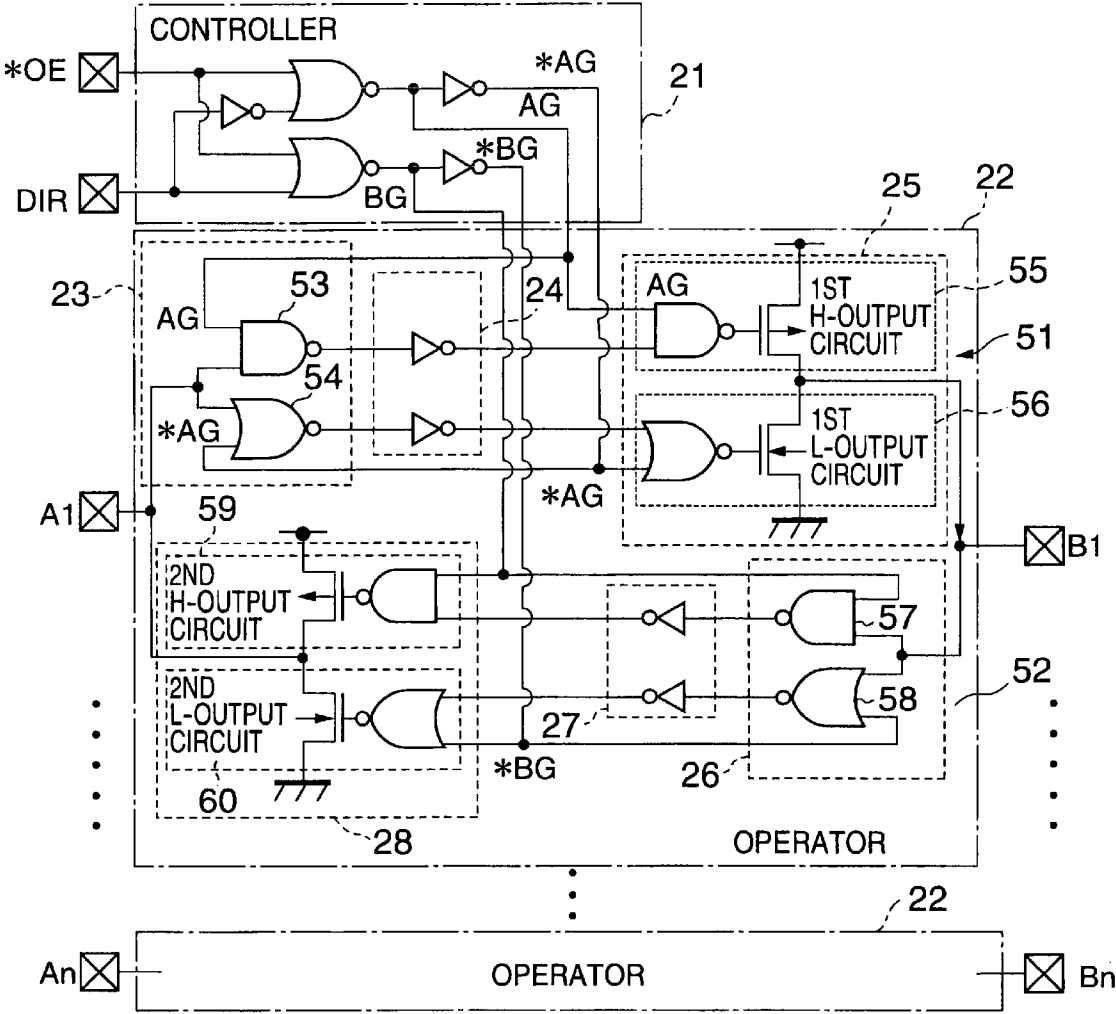 CONTROLLER
*OE
*AG
AG
21
*BG
DIR
BG
25
22
23
53
24
AG
1ST
H-OUTPUT
CIRCUIT
55
AG
51
54
*AG
1ST
L-OUTPUT
CIRCUIT
56
*AG
A1
59
B1
2ND
H-OUTPUT
CIRCUIT
57
2ND
L-OUTPUT
CIRCUIT
58
52
27
*BG
26
60
28
OPERATOR
22
An
OPERATOR
Bn